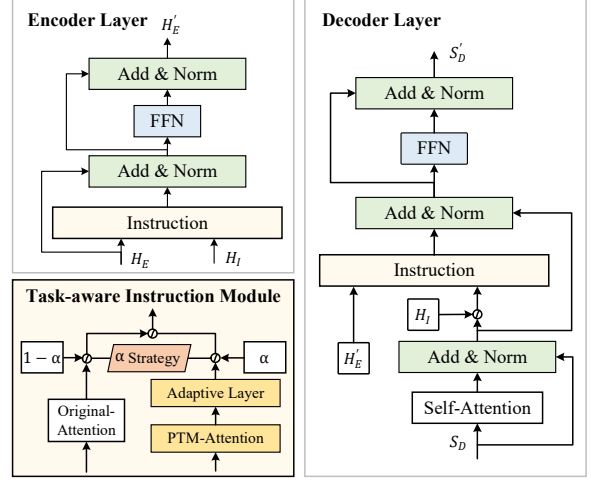 Encoder Layer
H′_E
Add & Norm
FFN
Add & Norm
Instruction
H_E
H_I
Task-aware Instruction Module
1 − α
α Strategy
α
Original-
Attention
Adaptive Layer
PTM-Attention
Decoder Layer
S′_D
Add & Norm
FFN
Add & Norm
Instruction
H_I
H′_E
Add & Norm
Self-Attention
S_D